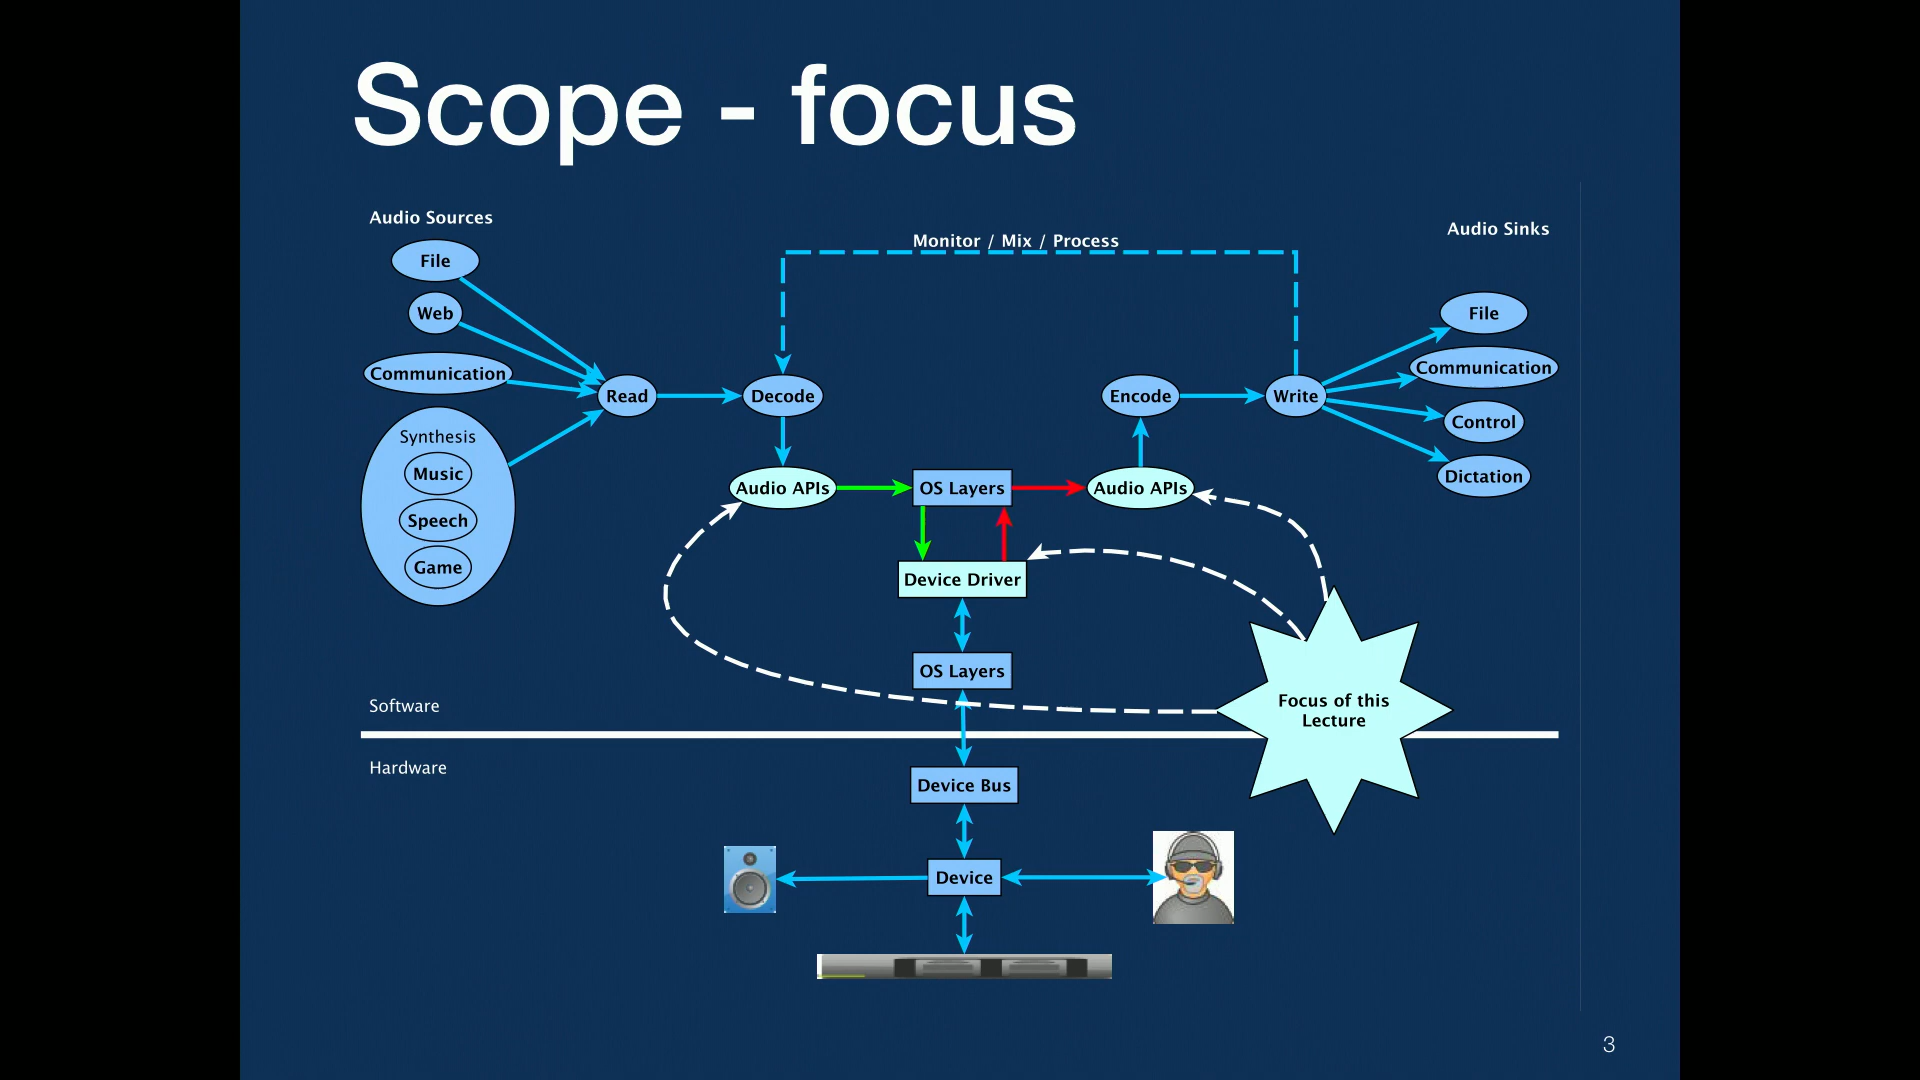 Scope - focus
Audio Sources
Audio Sinks
Monitor / Mix / Process
File
Web
Communication
Synthesis
Music
Speech
Game
Read
Decode
Audio APIs
OS Layers
Audio APIs
Encode
Write
File
Communication
Control
Dictation
Device Driver
OS Layers
Focus of this
Lecture
Software
Hardware
Device Bus
Device
3